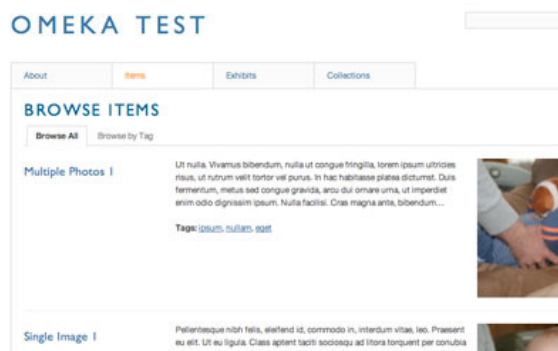 OMEKA TEST
About
Items
Exhibits
Collections
BROWSE ITEMS
Browse All
Browse by Tag
Multiple Photos 1
Ut nulla. Vivamus bibendum, nulla ut congue fringilla, lorem ipsum ultricies
risus, ut rutrum velit tortor vel purus. In hac habitasse platea dictumst. Duis
fermentum, metus sed congue gravida, arcu dui ornare urna, ut imperdiet
enim odio dignissim ipsum. Nulla facilisi. Cras magna ante, bibendum…
Tags: ipsum, nullam, eget
Single Image 1
Pellentesque nibh felis, eleifend id, commodo in, interdum vitae, leo. Praesent
eu elit. Ut eu ligula. Class aptent taciti sociosqu ad litora torquent per conubia